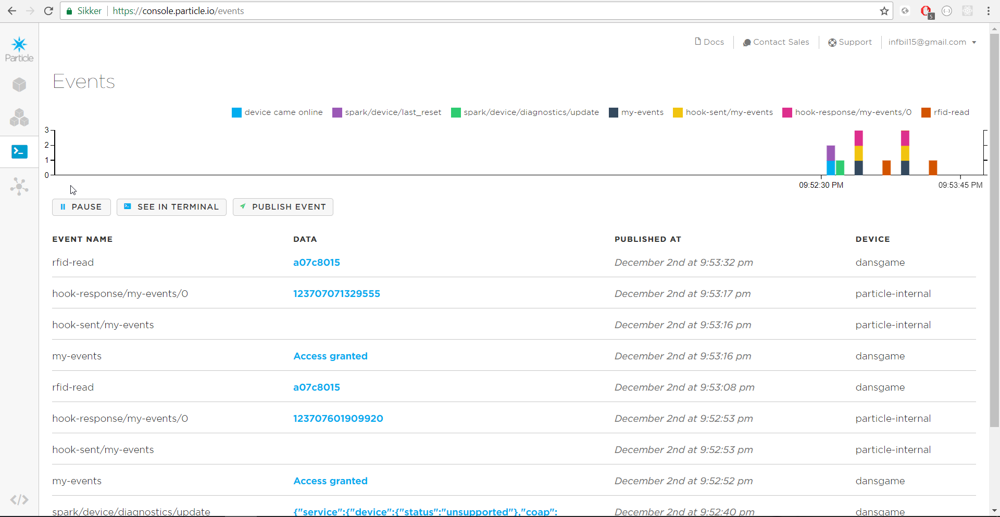 Sikker https://console.particle.io/events
5
Particle
Docs Contact Sales Support infbil15@gmail.com
Events
device came online spark/device/last_reset spark/device/diagnostics/update my-events hook-sent/my-events hook-response/my-events/0 rfid-read
3
2
1
0
09:52:30 PM 09:53:45 PM
PAUSE SEE IN TERMINAL PUBLISH EVENT
EVENT NAME DATA PUBLISHED AT DEVICE
rfid-read a07c8015 December 2nd at 9:53:32 pm dansgame
hook-response/my-events/0 123707071329555 December 2nd at 9:53:17 pm particle-internal
hook-sent/my-events December 2nd at 9:53:16 pm particle-internal
my-events Access granted December 2nd at 9:53:16 pm dansgame
rfid-read a07c8015 December 2nd at 9:53:08 pm dansgame
hook-response/my-events/0 123707601909920 December 2nd at 9:52:53 pm particle-internal
hook-sent/my-events December 2nd at 9:52:53 pm particle-internal
my-events Access granted December 2nd at 9:52:52 pm dansgame
spark/device/diagnostics/update {"service":{"device":{"status":"unsupported"},"coap": December 2nd at 9:52:40 pm dansgame